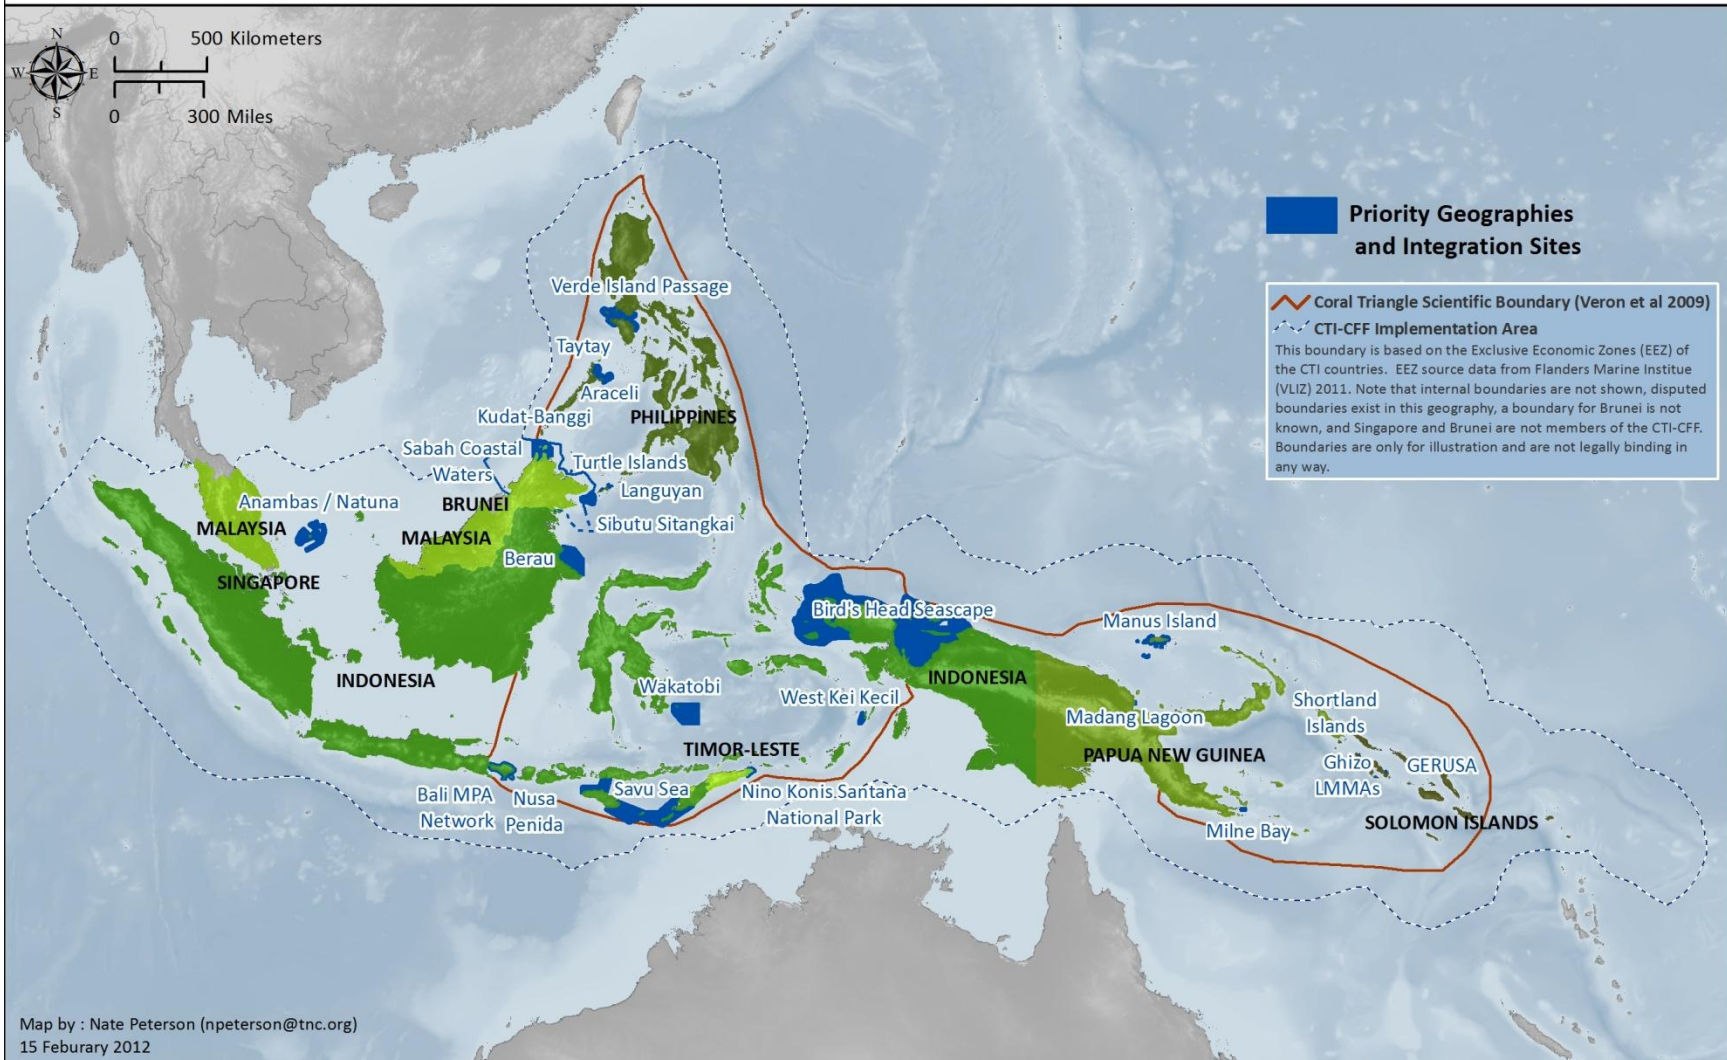 N
W
E
S
0
500 Kilometers
0
300 Miles
Priority Geographies
and Integration Sites
Coral Triangle Scientific Boundary (Veron et al 2009)
CTI-CFF Implementation Area
This boundary is based on the Exclusive Economic Zones (EEZ) of
the CTI countries. EEZ source data from Flanders Marine Institue
(VLIZ) 2011. Note that internal boundaries are not shown, disputed
boundaries exist in this geography, a boundary for Brunei is not
known, and Singapore and Brunei are not members of the CTI-CFF.
Boundaries are only for illustration and are not legally binding in
any way.
Verde Island Passage
Taytay
Araceli
PHILIPPINES
Kudat-Banggi
Sabah Coastal
Waters
Turtle Islands
Languyan
BRUNEI
Sibutu Sitangkai
Anambas / Natuna
MALAYSIA
MALAYSIA
Berau
SINGAPORE
Bird's Head Seascape
Manus Island
INDONESIA
INDONESIA
Wakatobi
West Kei Kecil
Shortland
Islands
Madang Lagoon
TIMOR-LESTE
PAPUA NEW GUINEA
Ghizo
LMMAs
GERUSA
Bali MPA
Network
Nusa
Penida
Savu Sea
Nino Konis Santana
National Park
SOLOMON ISLANDS
Milne Bay
Map by : Nate Peterson (npeterson@tnc.org)
15 Feburary 2012